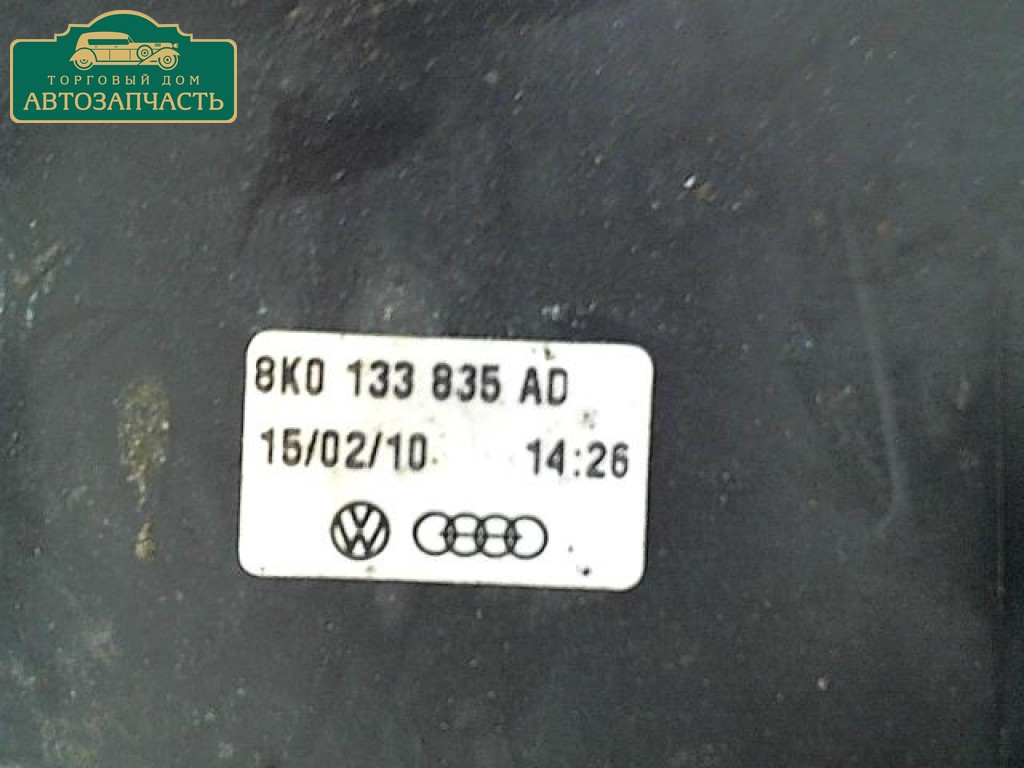 ТОРГОВЫЙ ДОМ
АВТОЗАПЧАСТЬ
8K0 133 835 AD
15/02/10 14:26